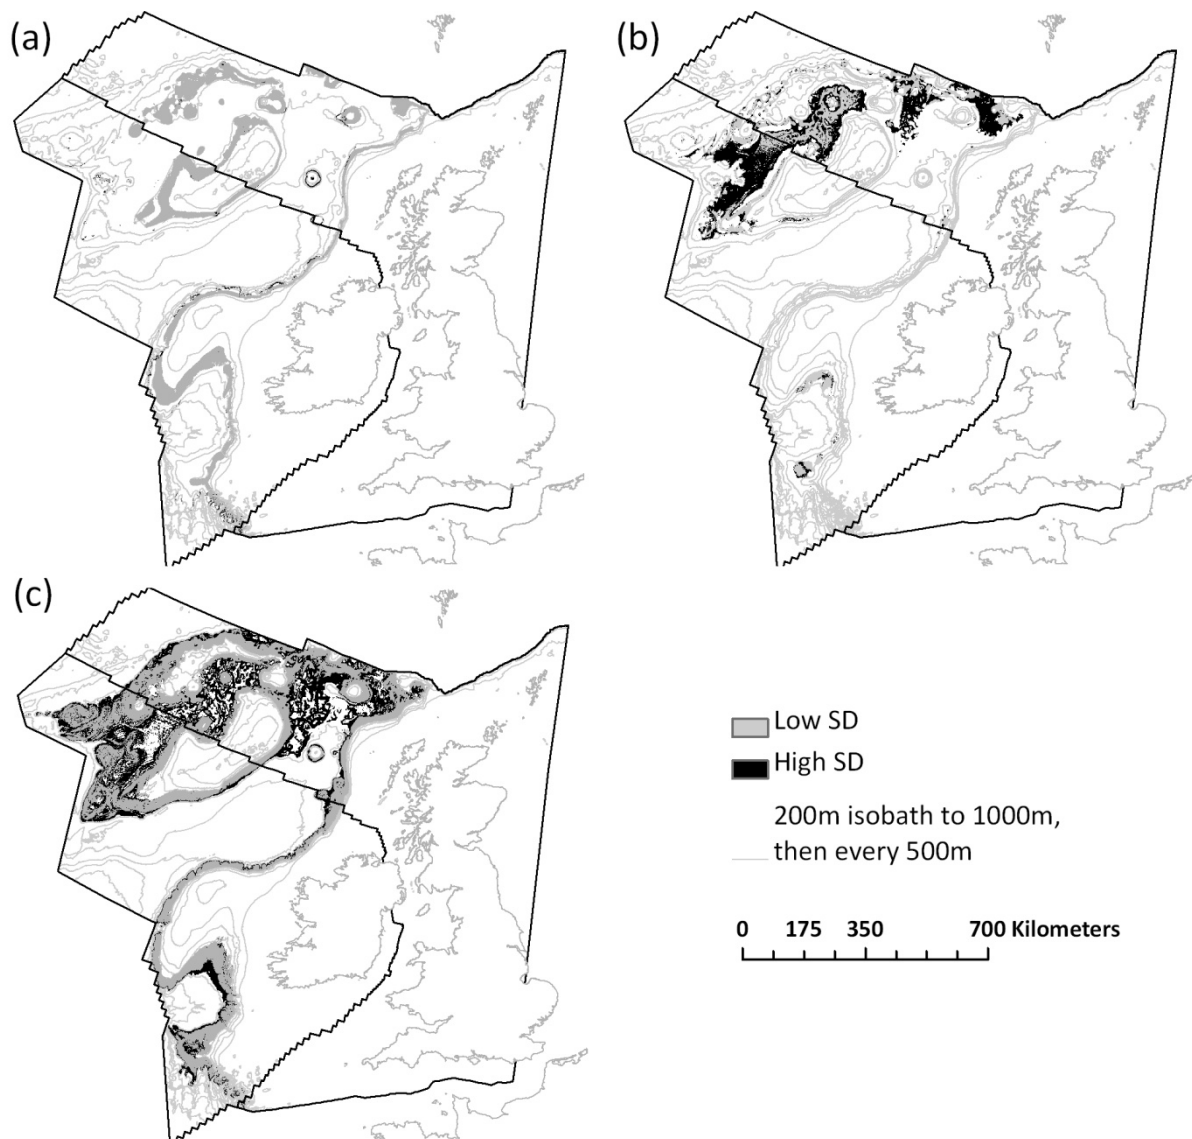 (a)
(b)
(c)
Low SD
High SD
200m isobath to 1000m,
then every 500m
0 175 350 700 Kilometers